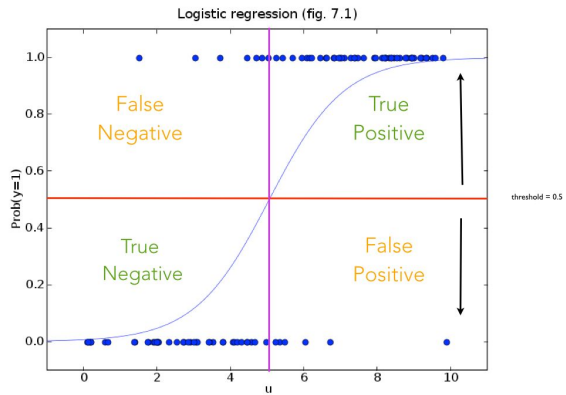 Logistic regression (fig. 7.1)
Prob(y=1)
1.0
0.8
0.6
0.4
0.2
0.0
False
Negative
True
Positive
threshold = 0.5
True
Negative
False
Positive
0
2
4
6
8
10
u